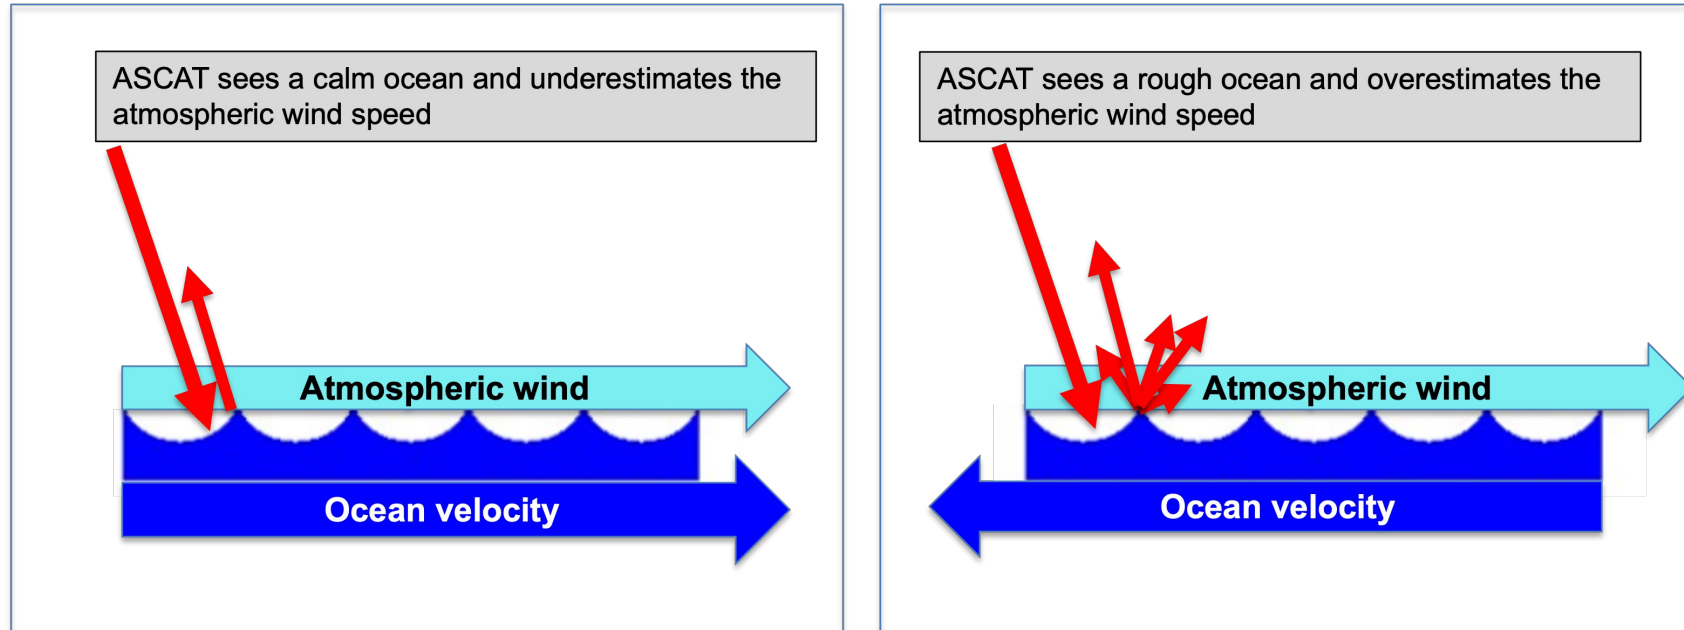 ASCAT sees a calm ocean and underestimates the
atmospheric wind speed
Atmospheric wind
Ocean velocity
ASCAT sees a rough ocean and overestimates the
atmospheric wind speed
Atmospheric wind
Ocean velocity